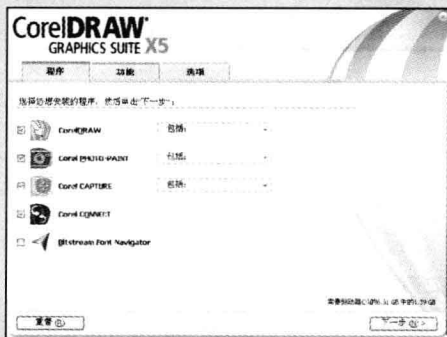 CorelDRAW
GRAPHICS SUITE X5
程序 功能 选项
选择您想安装的程序，然后单击“下一步”：
CorelDRAW 包括：
Corel PHOTO-PAINT 包括：
Corel CAPTURE 包括：
Corel CONNECT
Bitstream Font Navigator
重置(R) 下一步(N) >